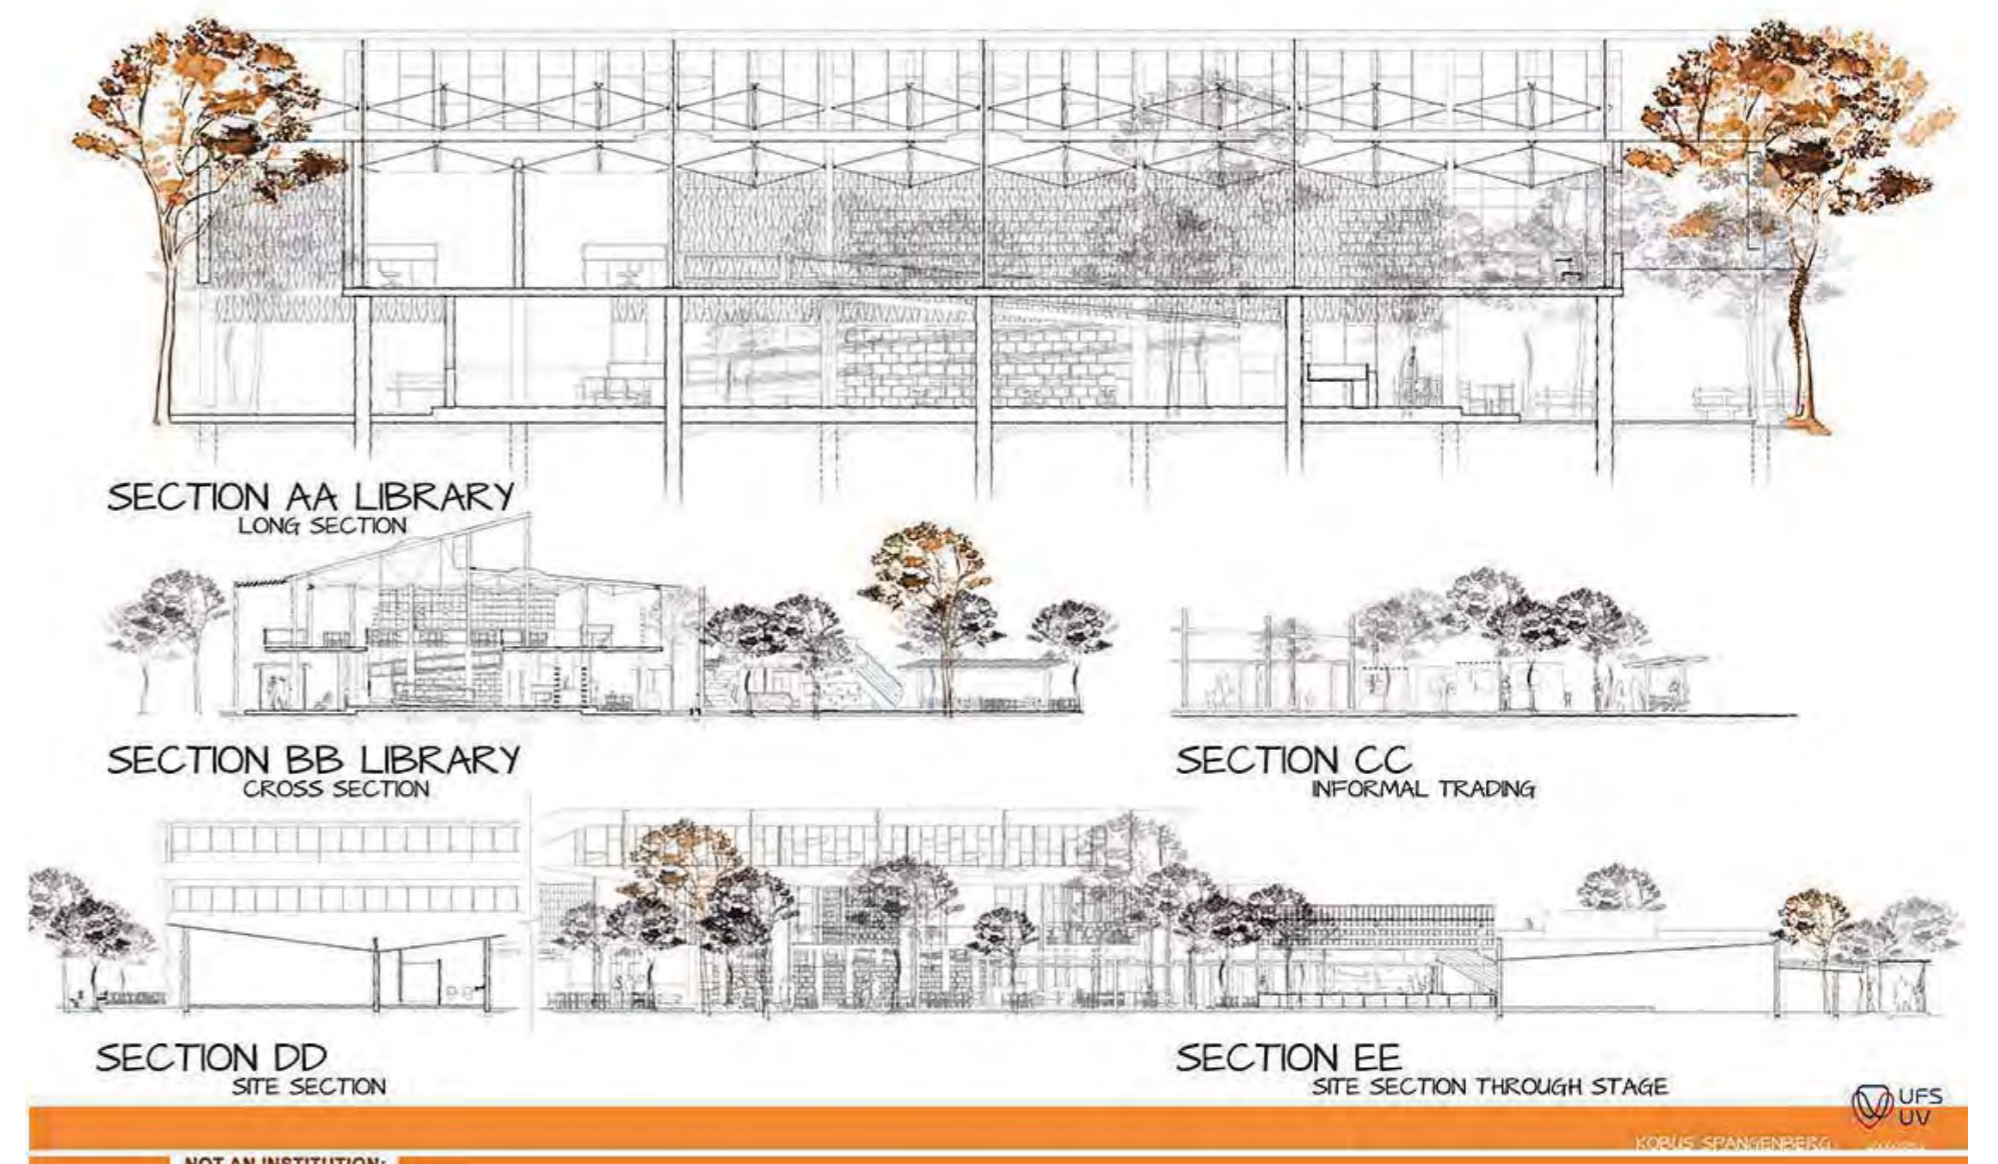 SECTION AA LIBRARY
LONG SECTION
SECTION BB LIBRARY
CROSS SECTION
SECTION CC
INFORMAL TRADING
SECTION DD
SITE SECTION
SECTION EE
SITE SECTION THROUGH STAGE
UFS
UV
KOBUS SPANGENBERG
NOT AN INSTITUTION: